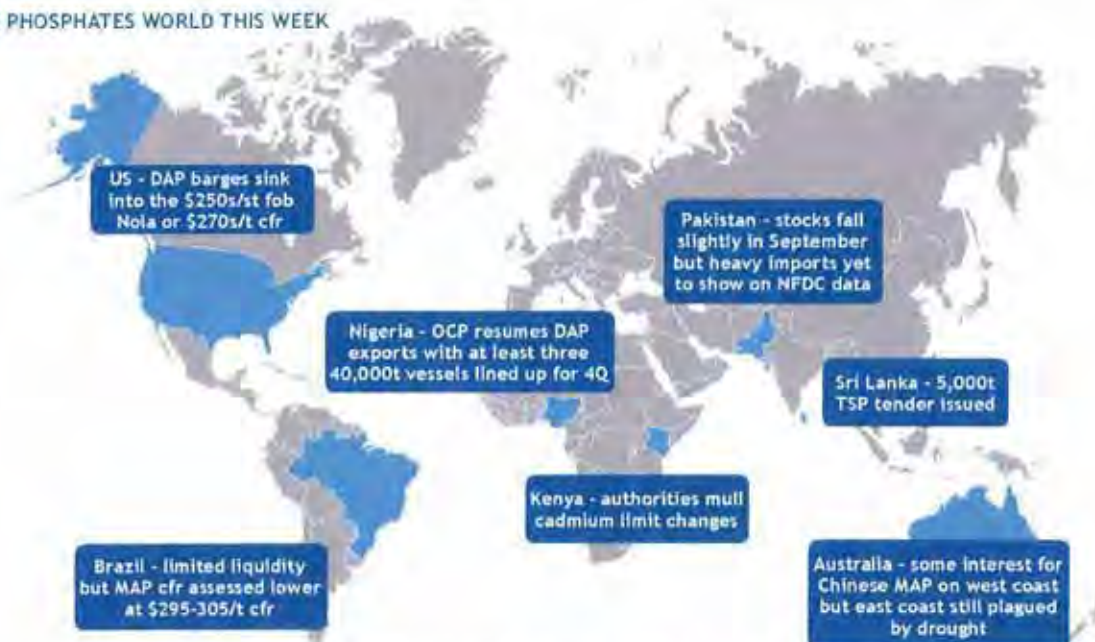 PHOSPHATES WORLD THIS WEEK
US - DAP barges sink
into the $250s/st fob
Nola or $270s/t cfr
Pakistan - stocks fall
slightly in September
but heavy imports yet
to show on NFDC data
Nigeria - OCP resumes DAP
exports with at least three
40,000t vessels lined up for 4Q
Sri Lanka - 5,000t
TSP tender issued
Kenya - authorities mull
cadmium limit changes
Brazil - limited liquidity
but MAP cfr assessed lower
at $295-305/t cfr
Australia - some interest for
Chinese MAP on west coast
but east coast still plagued
by drought